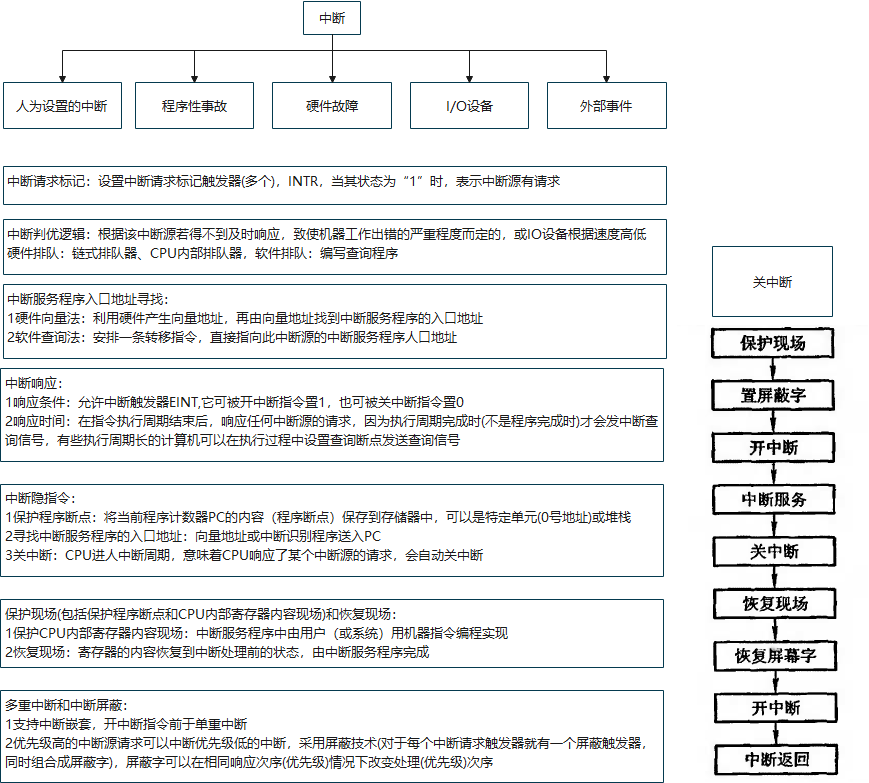 中断
人为设置的中断
程序性事故
硬件故障
I/O设备
外部事件
中断请求标记：设置中断请求标记触发器(多个)，INTR，当其状态为“1”时，表示中断源有请求
中断判优逻辑：根据该中断源若得不到及时响应，致使机器工作出错的严重程度而定的，或IO设备根据速度高低
硬件排队：链式排队器、CPU内部排队器，软件排队：编写查询程序
中断服务程序入口地址寻找：
1硬件向量法：利用硬件产生向量地址，再由向量地址找到中断服务程序的入口地址
2软件查询法：安排一条转移指令，直接指向此中断源的中断服务程序人口地址
中断响应：
1响应条件：允许中断触发器EINT,它可被开中断指令置1，也可被关中断指令置0
2响应时间：在指令执行周期结束后，响应任何中断源的请求，因为执行周期完成时(不是程序完成时)才会发中断查
询信号，有些执行周期长的计算机可以在执行过程中设置查询断点发送查询信号
中断隐指令：
1保护程序断点：将当前程序计数器PC的内容（程序断点）保存到存储器中，可以是特定单元(0号地址)或堆栈
2寻找中断服务程序的入口地址：向量地址或中断识别程序送入PC
3关中断：CPU进人中断周期，意味着CPU响应了某个中断源的请求，会自动关中断
保护现场(包括保护程序断点和CPU内部寄存器内容现场)和恢复现场：
1保护CPU内部寄存器内容现场：中断服务程序中由用户（或系统）用机器指令编程实现
2恢复现场：寄存器的内容恢复到中断处理前的状态，由中断服务程序完成
多重中断和中断屏蔽：
1支持中断嵌套，开中断指令前于单重中断
2优先级高的中断源请求可以中断优先级低的中断，采用屏蔽技术(对于每个中断请求触发器就有一个屏蔽触发器，
同时组合成屏蔽字)，屏蔽字可以在相同响应次序(优先级)情况下改变处理(优先级)次序
关中断
保护现场
置屏蔽字
开中断
中断服务
关中断
恢复现场
恢复屏幕字
开中断
中断返回